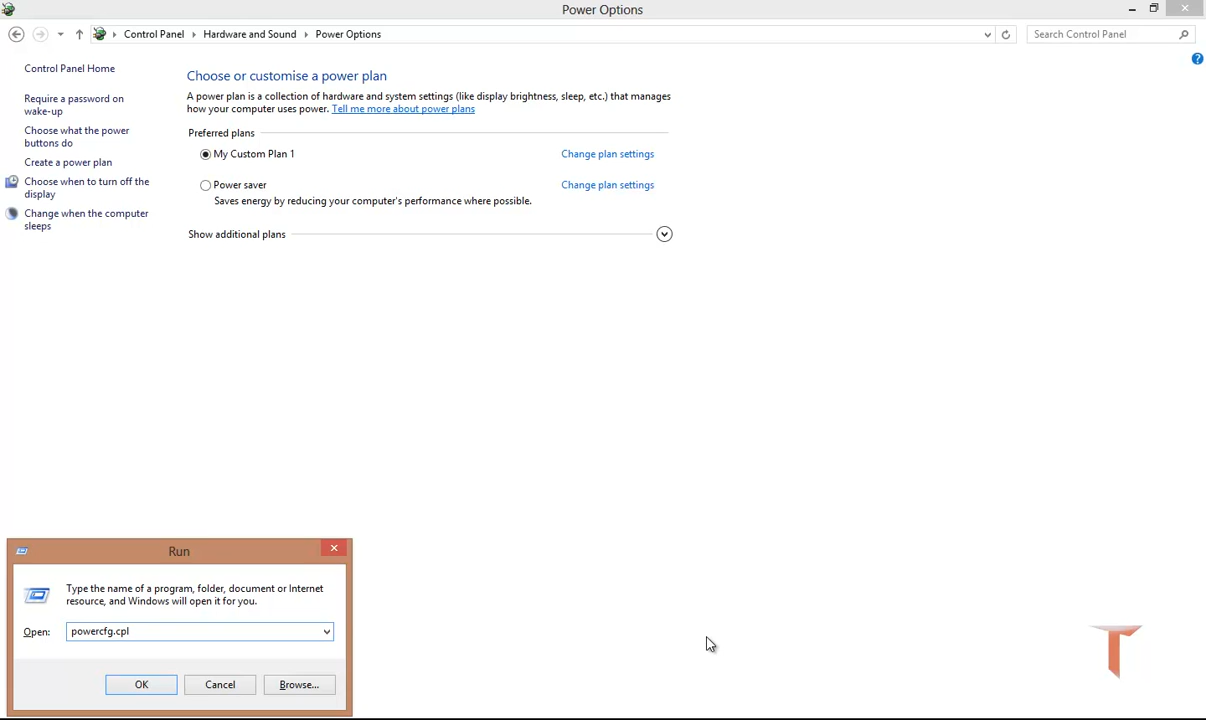 Power Options
Control Panel Hardware and Sound Power Options
Search Control Panel
Control Panel Home
Require a password on
wake-up
Choose what the power
buttons do
Create a power plan
Choose when to turn off the
display
Change when the computer
sleeps
Choose or customise a power plan
A power plan is a collection of hardware and system settings (like display brightness, sleep, etc.) that manages
how your computer uses power. Tell me more about power plans
Preferred plans
My Custom Plan 1 Change plan settings
Power saver Change plan settings
Saves energy by reducing your computer's performance where possible.
Show additional plans
Run
Type the name of a program, folder, document or Internet
resource, and Windows will open it for you.
Open: powercfg.cpl
OK Cancel Browse...
T